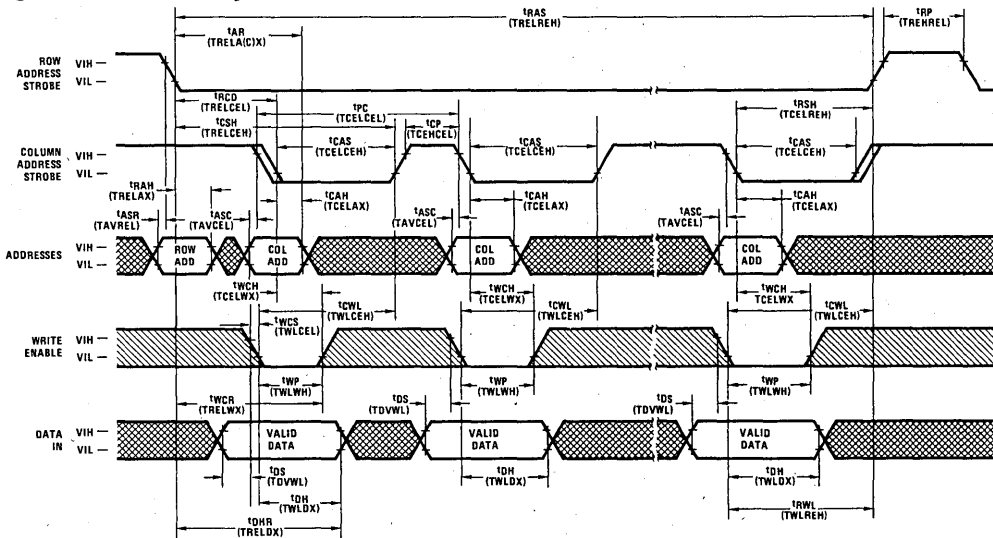 tRAS
(TRELREH)
tRP
(TREHREL)
tAR
(TRELA(C)X)
ROW
ADDRESS
STROBE
VIH
VIL
tRCD
(TRELCEL)
tPC
(TCELCEL)
tRSH
(TCELREH)
tCSH
(TRELCEH)
tCP
(TCEHCEL)
COLUMN
ADDRESS
STROBE
VIH
VIL
tCAS
(TCELCEH)
tCAS
(TCELCEH)
tCAS
(TCELCEH)
tRAH
(TRELAX)
tCAH
(TCELAX)
tCAH
(TCELAX)
tCAH
(TCELAX)
tASR
(TAVREL)
tASC
(TAVCEL)
tASC
(TAVCEL)
tASC
(TAVCEL)
ADDRESSES
VIH
VIL
ROW
ADD
COL
ADD
COL
ADD
COL
ADD
tWCH
(TCELWX)
tWCH
(TCELWX)
tWCH
TCELWX)
tCWL
(TWLCEH)
tCWL
(TWLCEH)
tCWL
(TWLCEH)
tWCS
(TWLCEL)
WRITE
ENABLE
VIH
VIL
tWP
(TWLWH)
tWP
(TWLWH)
tWP
(TWLWH)
tWCR
(TRELWX)
tDS
(TDVWL)
tDS
(TDVWL)
DATA
IN
VIH
VIL
VALID
DATA
VALID
DATA
VALID
DATA
tDS
(TDVWL)
tDH
(TWLDX)
tDH
(TWLDX)
tDH
(TWLDX)
tDHR
(TRELDX)
tRWL
(TWLREH)